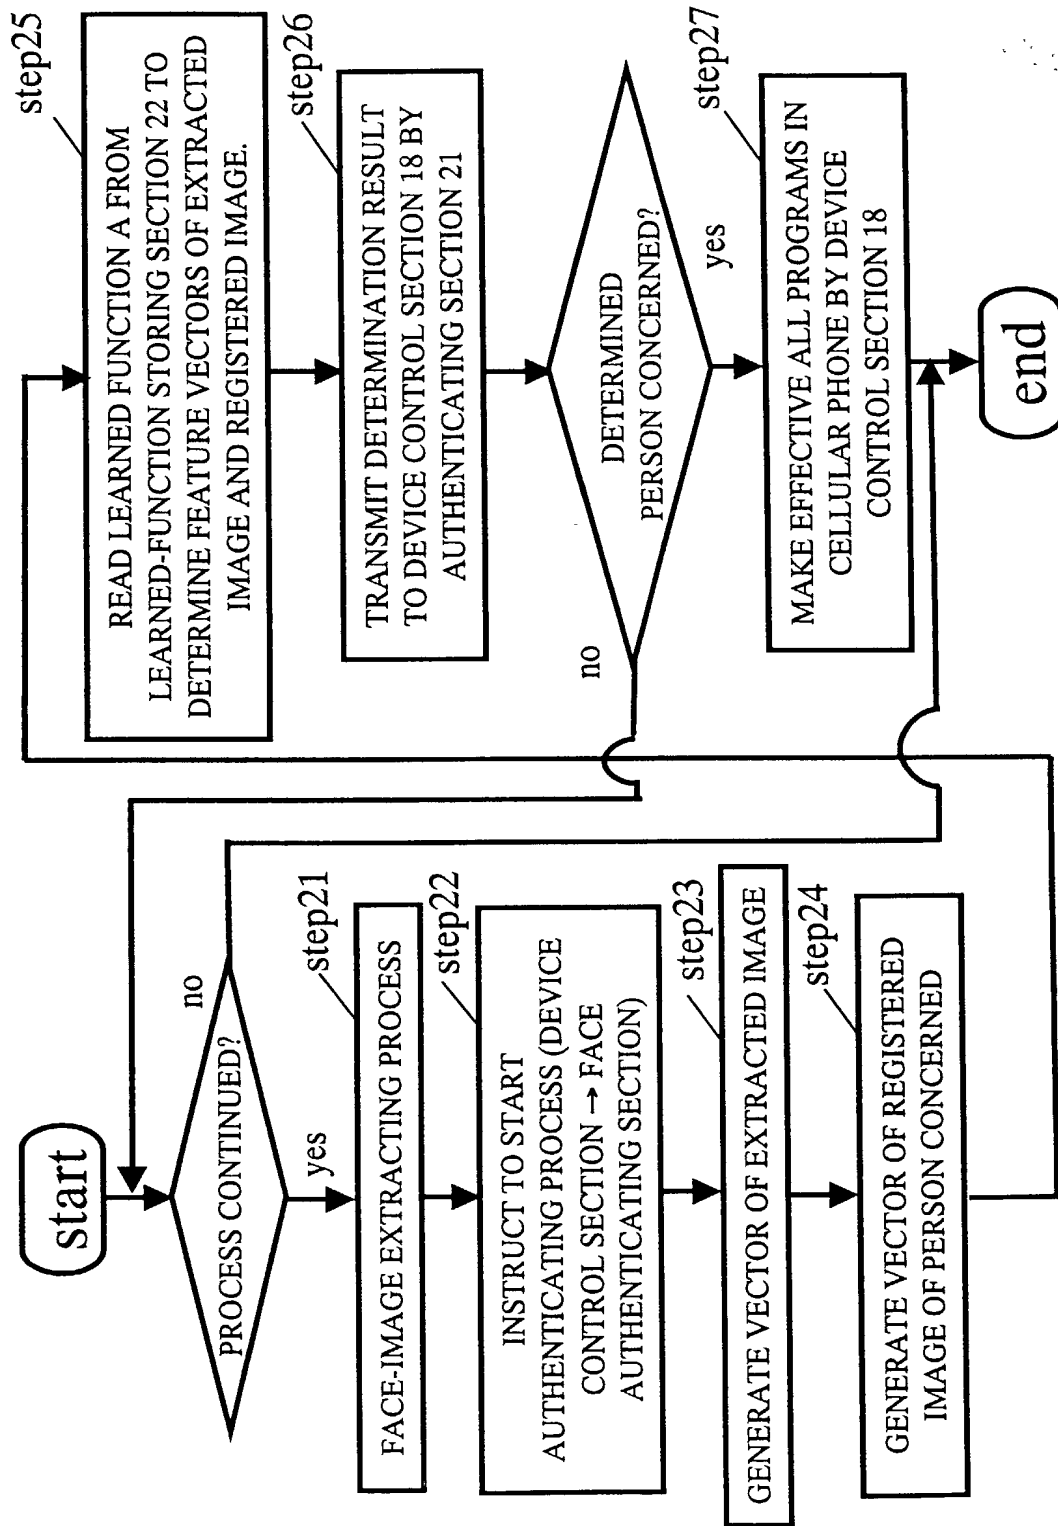 start
PROCESS CONTINUED?
no
yes
step21
FACE-IMAGE EXTRACTING PROCESS
step22
INSTRUCT TO START
AUTHENTICATING PROCESS (DEVICE
CONTROL SECTION → FACE
AUTHENTICATING SECTION)
step23
GENERATE VECTOR OF EXTRACTED IMAGE
step24
GENERATE VECTOR OF REGISTERED
IMAGE OF PERSON CONCERNED
step25
READ LEARNED FUNCTION A FROM
LEARNED-FUNCTION STORING SECTION 22 TO
DETERMINE FEATURE VECTORS OF EXTRACTED
IMAGE AND REGISTERED IMAGE.
step26
TRANSMIT DETERMINATION RESULT
TO DEVICE CONTROL SECTION 18 BY
AUTHENTICATING SECTION 21
DETERMINED
PERSON CONCERNED?
no
yes
step27
MAKE EFFECTIVE ALL PROGRAMS IN
CELLULAR PHONE BY DEVICE
CONTROL SECTION 18
end